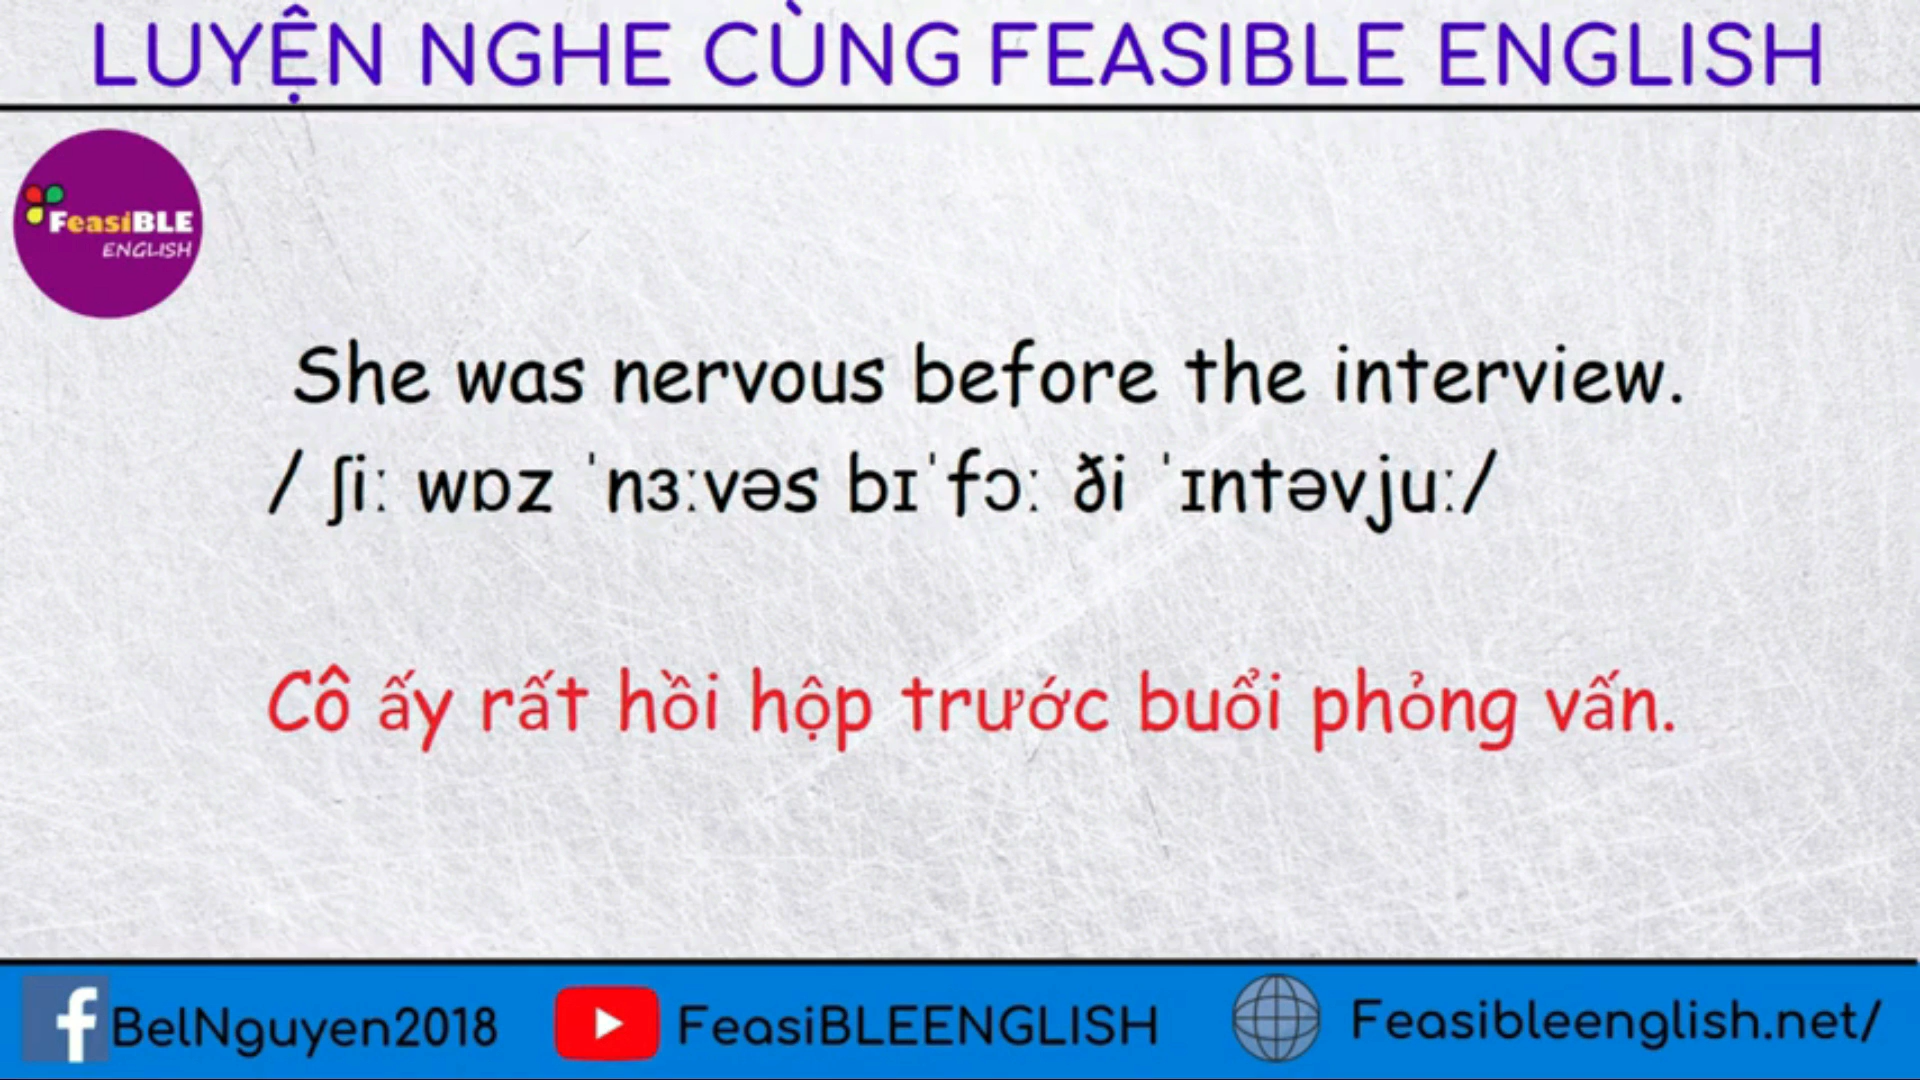 LUYỆN NGHE CÙNG FEASIBLE ENGLISH
FeasiBLE
ENGLISH
She was nervous before the interview.
/ ʃiː wɒz ˈnɜːvəs bɪˈfɔː ði ˈɪntəvjuː/
Cô ấy rất hồi hộp trước buổi phỏng vấn.
BelNguyen2018 FeasiBLEENGLISH Feasibleenglish.net/